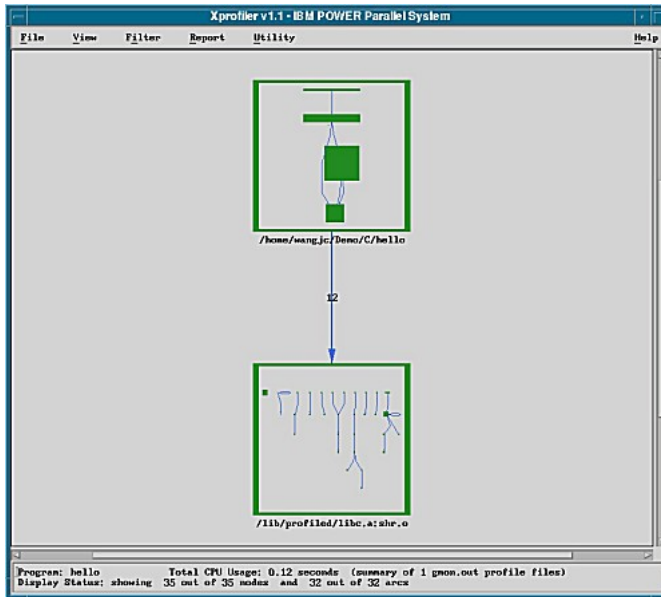 Xprofiler v1.1 - IBM POWER Parallel System
File View Filter Report Utility Help
/home/wangjc/Demo/C/hello
12
/lib/profiled/libc.a:shr.o
Program: hello Total CPU Usage: 0.12 seconds (summary of 1 gmon.out profile files)
Display Status: showing 35 out of 35 nodes and 32 out of 32 arcs